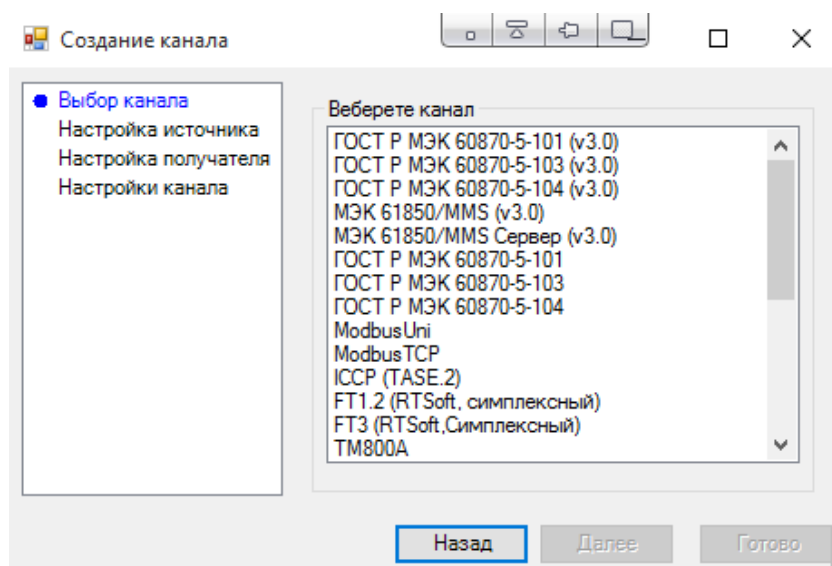 Создание канала
Выбор канала
Настройка источника
Настройка получателя
Настройки канала
Веберете канал
ГОСТ Р МЭК 60870-5-101 (v3.0)
ГОСТ Р МЭК 60870-5-103 (v3.0)
ГОСТ Р МЭК 60870-5-104 (v3.0)
МЭК 61850/MMS (v3.0)
МЭК 61850/MMS Сервер (v3.0)
ГОСТ Р МЭК 60870-5-101
ГОСТ Р МЭК 60870-5-103
ГОСТ Р МЭК 60870-5-104
ModbusUni
ModbusTCP
ICCP (TASE.2)
FT1.2 (RTSoft, симплексный)
FT3 (RTSoft,Симплексный)
TM800A
Назад
Далее
Готово